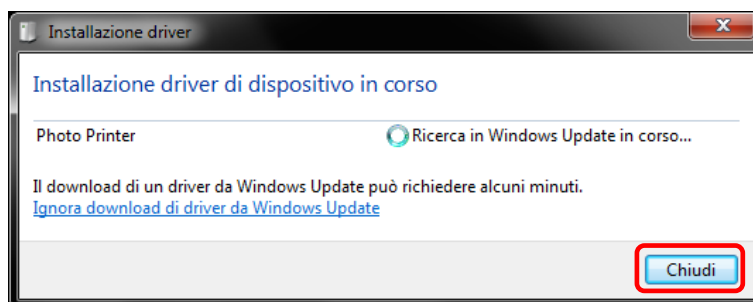 Installazione driver
Installazione driver di dispositivo in corso
Photo Printer Ricerca in Windows Update in corso...
Il download di un driver da Windows Update può richiedere alcuni minuti.
Ignora download di driver da Windows Update
Chiudi